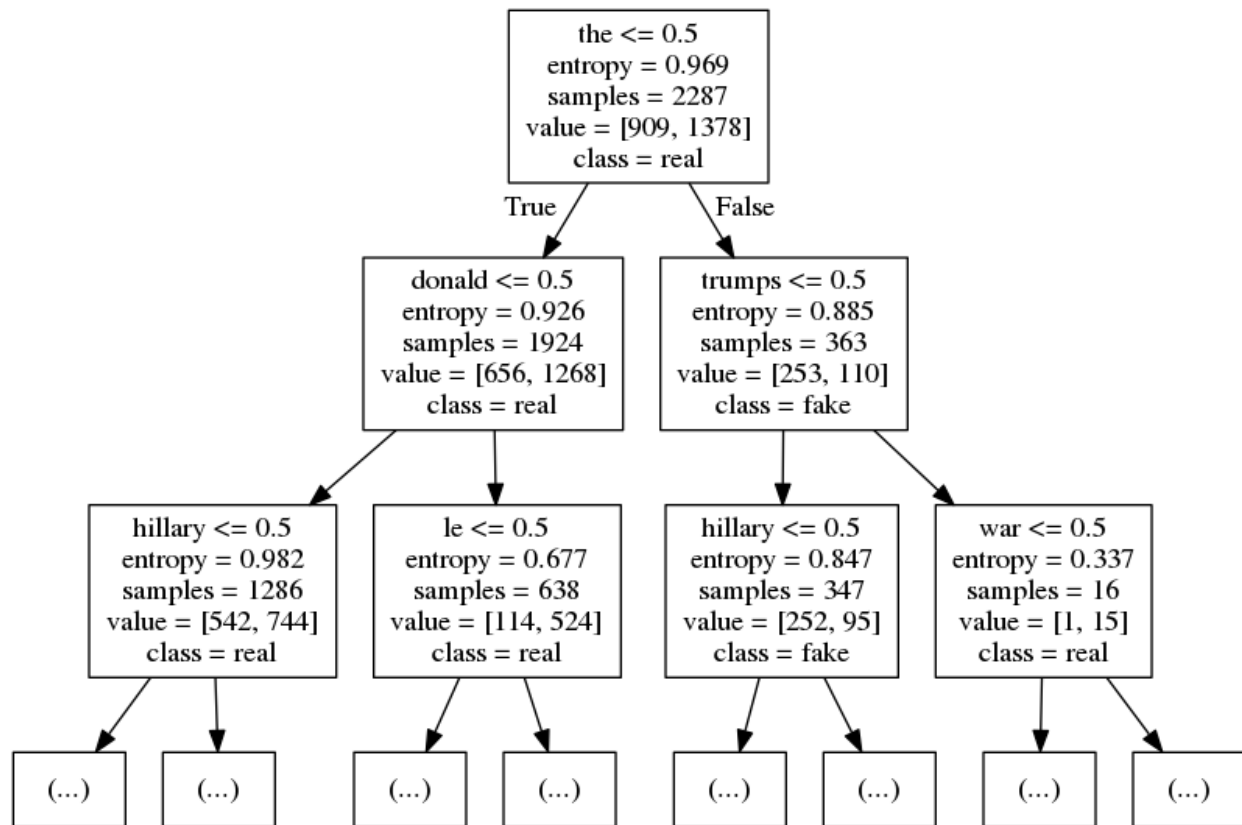 the <= 0.5
entropy = 0.969
samples = 2287
value = [909, 1378]
class = real
True
False
donald <= 0.5
entropy = 0.926
samples = 1924
value = [656, 1268]
class = real
trumps <= 0.5
entropy = 0.885
samples = 363
value = [253, 110]
class = fake
hillary <= 0.5
entropy = 0.982
samples = 1286
value = [542, 744]
class = real
le <= 0.5
entropy = 0.677
samples = 638
value = [114, 524]
class = real
hillary <= 0.5
entropy = 0.847
samples = 347
value = [252, 95]
class = fake
war <= 0.5
entropy = 0.337
samples = 16
value = [1, 15]
class = real
(...)
(...)
(...)
(...)
(...)
(...)
(...)
(...)